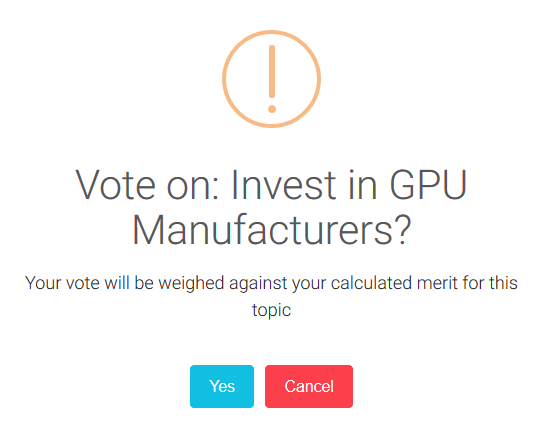 Vote on: Invest in GPU
Manufacturers?
Your vote will be weighed against your calculated merit for this
topic
Yes
Cancel